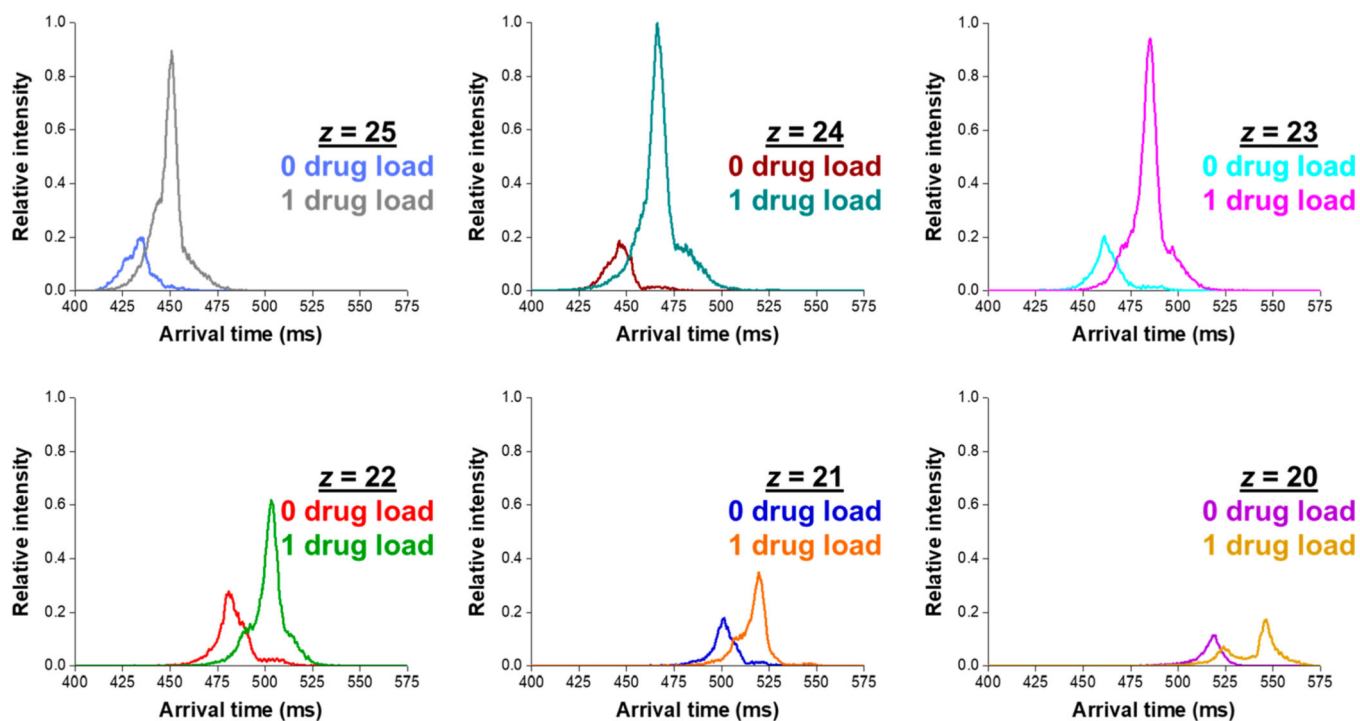 1.0
0.8
0.6
0.4
0.2
0.0
Relative intensity
z = 25
0 drug load
1 drug load
400 425 450 475 500 525 550 575
Arrival time (ms)
1.0
0.8
0.6
0.4
0.2
0.0
Relative intensity
z = 24
0 drug load
1 drug load
400 425 450 475 500 525 550 575
Arrival time (ms)
1.0
0.8
0.6
0.4
0.2
0.0
Relative intensity
z = 23
0 drug load
1 drug load
400 425 450 475 500 525 550 575
Arrival time (ms)
1.0
0.8
0.6
0.4
0.2
0.0
Relative intensity
z = 22
0 drug load
1 drug load
400 425 450 475 500 525 550 575
Arrival time (ms)
1.0
0.8
0.6
0.4
0.2
0.0
Relative intensity
z = 21
0 drug load
1 drug load
400 425 450 475 500 525 550 575
Arrival time (ms)
1.0
0.8
0.6
0.4
0.2
0.0
Relative intensity
z = 20
0 drug load
1 drug load
400 425 450 475 500 525 550 575
Arrival time (ms)